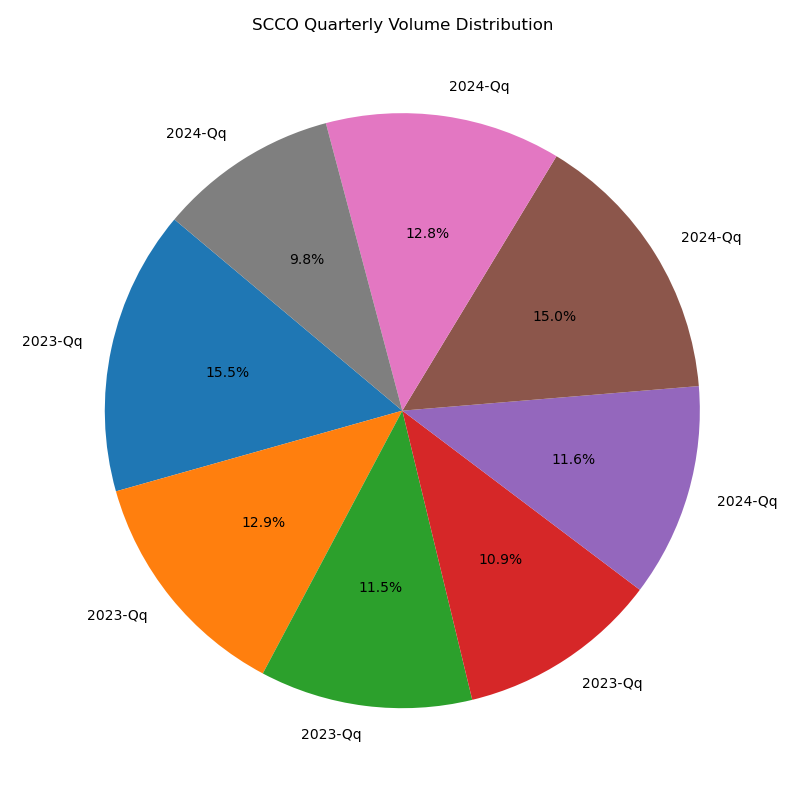 SCCO Quarterly Volume Distribution
2024-Qq
2024-Qq
12.8%
2024-Qq
9.8%
15.0%
2023-Qq
15.5%
11.6%
2024-Qq
12.9%
10.9%
11.5%
2023-Qq
2023-Qq
2023-Qq